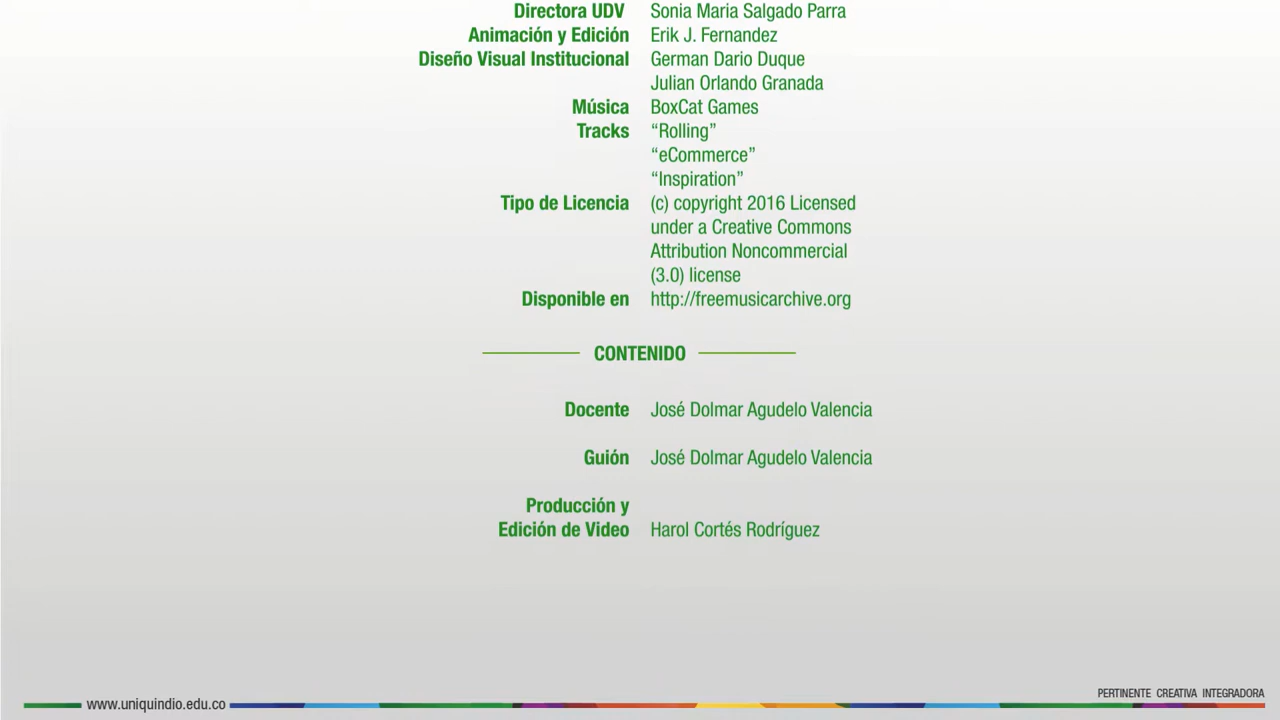 Directora UDV Sonia Maria Salgado Parra
Animación y Edición Erik J. Fernandez
Diseño Visual Institucional German Dario Duque
Julian Orlando Granada
Música BoxCat Games
Tracks “Rolling”
“eCommerce”
“Inspiration”
Tipo de Licencia (c) copyright 2016 Licensed
under a Creative Commons
Attribution Noncommercial
(3.0) license
Disponible en http://freemusicarchive.org
CONTENIDO
Docente José Dolmar Agudelo Valencia
Guión José Dolmar Agudelo Valencia
Producción y
Edición de Video Harol Cortés Rodríguez
PERTINENTE CREATIVA INTEGRADORA
www.uniquindio.edu.co